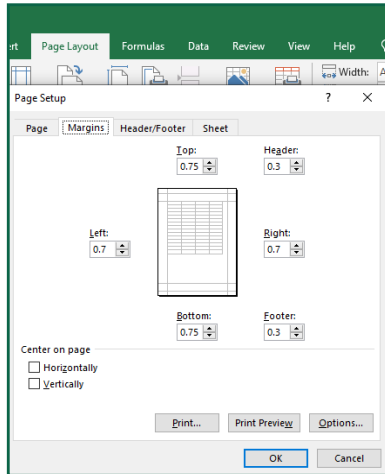 rt Page Layout Formulas Data Review View Help
Width: A
Page Setup ? ×
Page Margins Header/Footer Sheet
Top: Header:
0.75 0.3
Left: Right:
0.7 0.7
Bottom: Footer:
0.75 0.3
Center on page
Horizontally
Vertically
Print... Print Preview Options...
OK Cancel